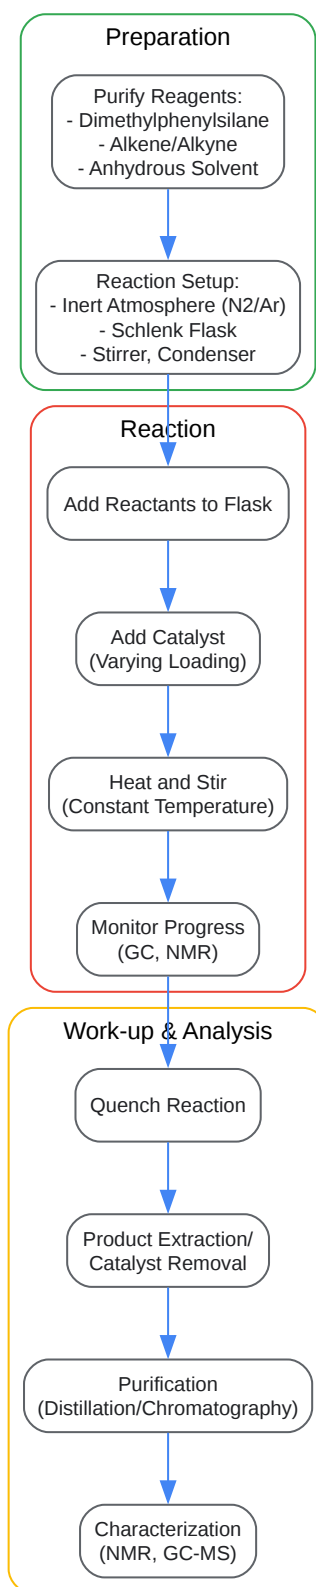 Preparation
Purify Reagents:
- Dimethylphenylsilane
- Alkene/Alkyne
- Anhydrous Solvent
Reaction Setup:
- Inert Atmosphere (N2/Ar)
- Schlenk Flask
- Stirrer, Condenser
Reaction
Add Reactants to Flask
Add Catalyst
(Varying Loading)
Heat and Stir
(Constant Temperature)
Monitor Progress
(GC, NMR)
Work-up & Analysis
Quench Reaction
Product Extraction/
Catalyst Removal
Purification
(Distillation/Chromatography)
Characterization
(NMR, GC-MS)